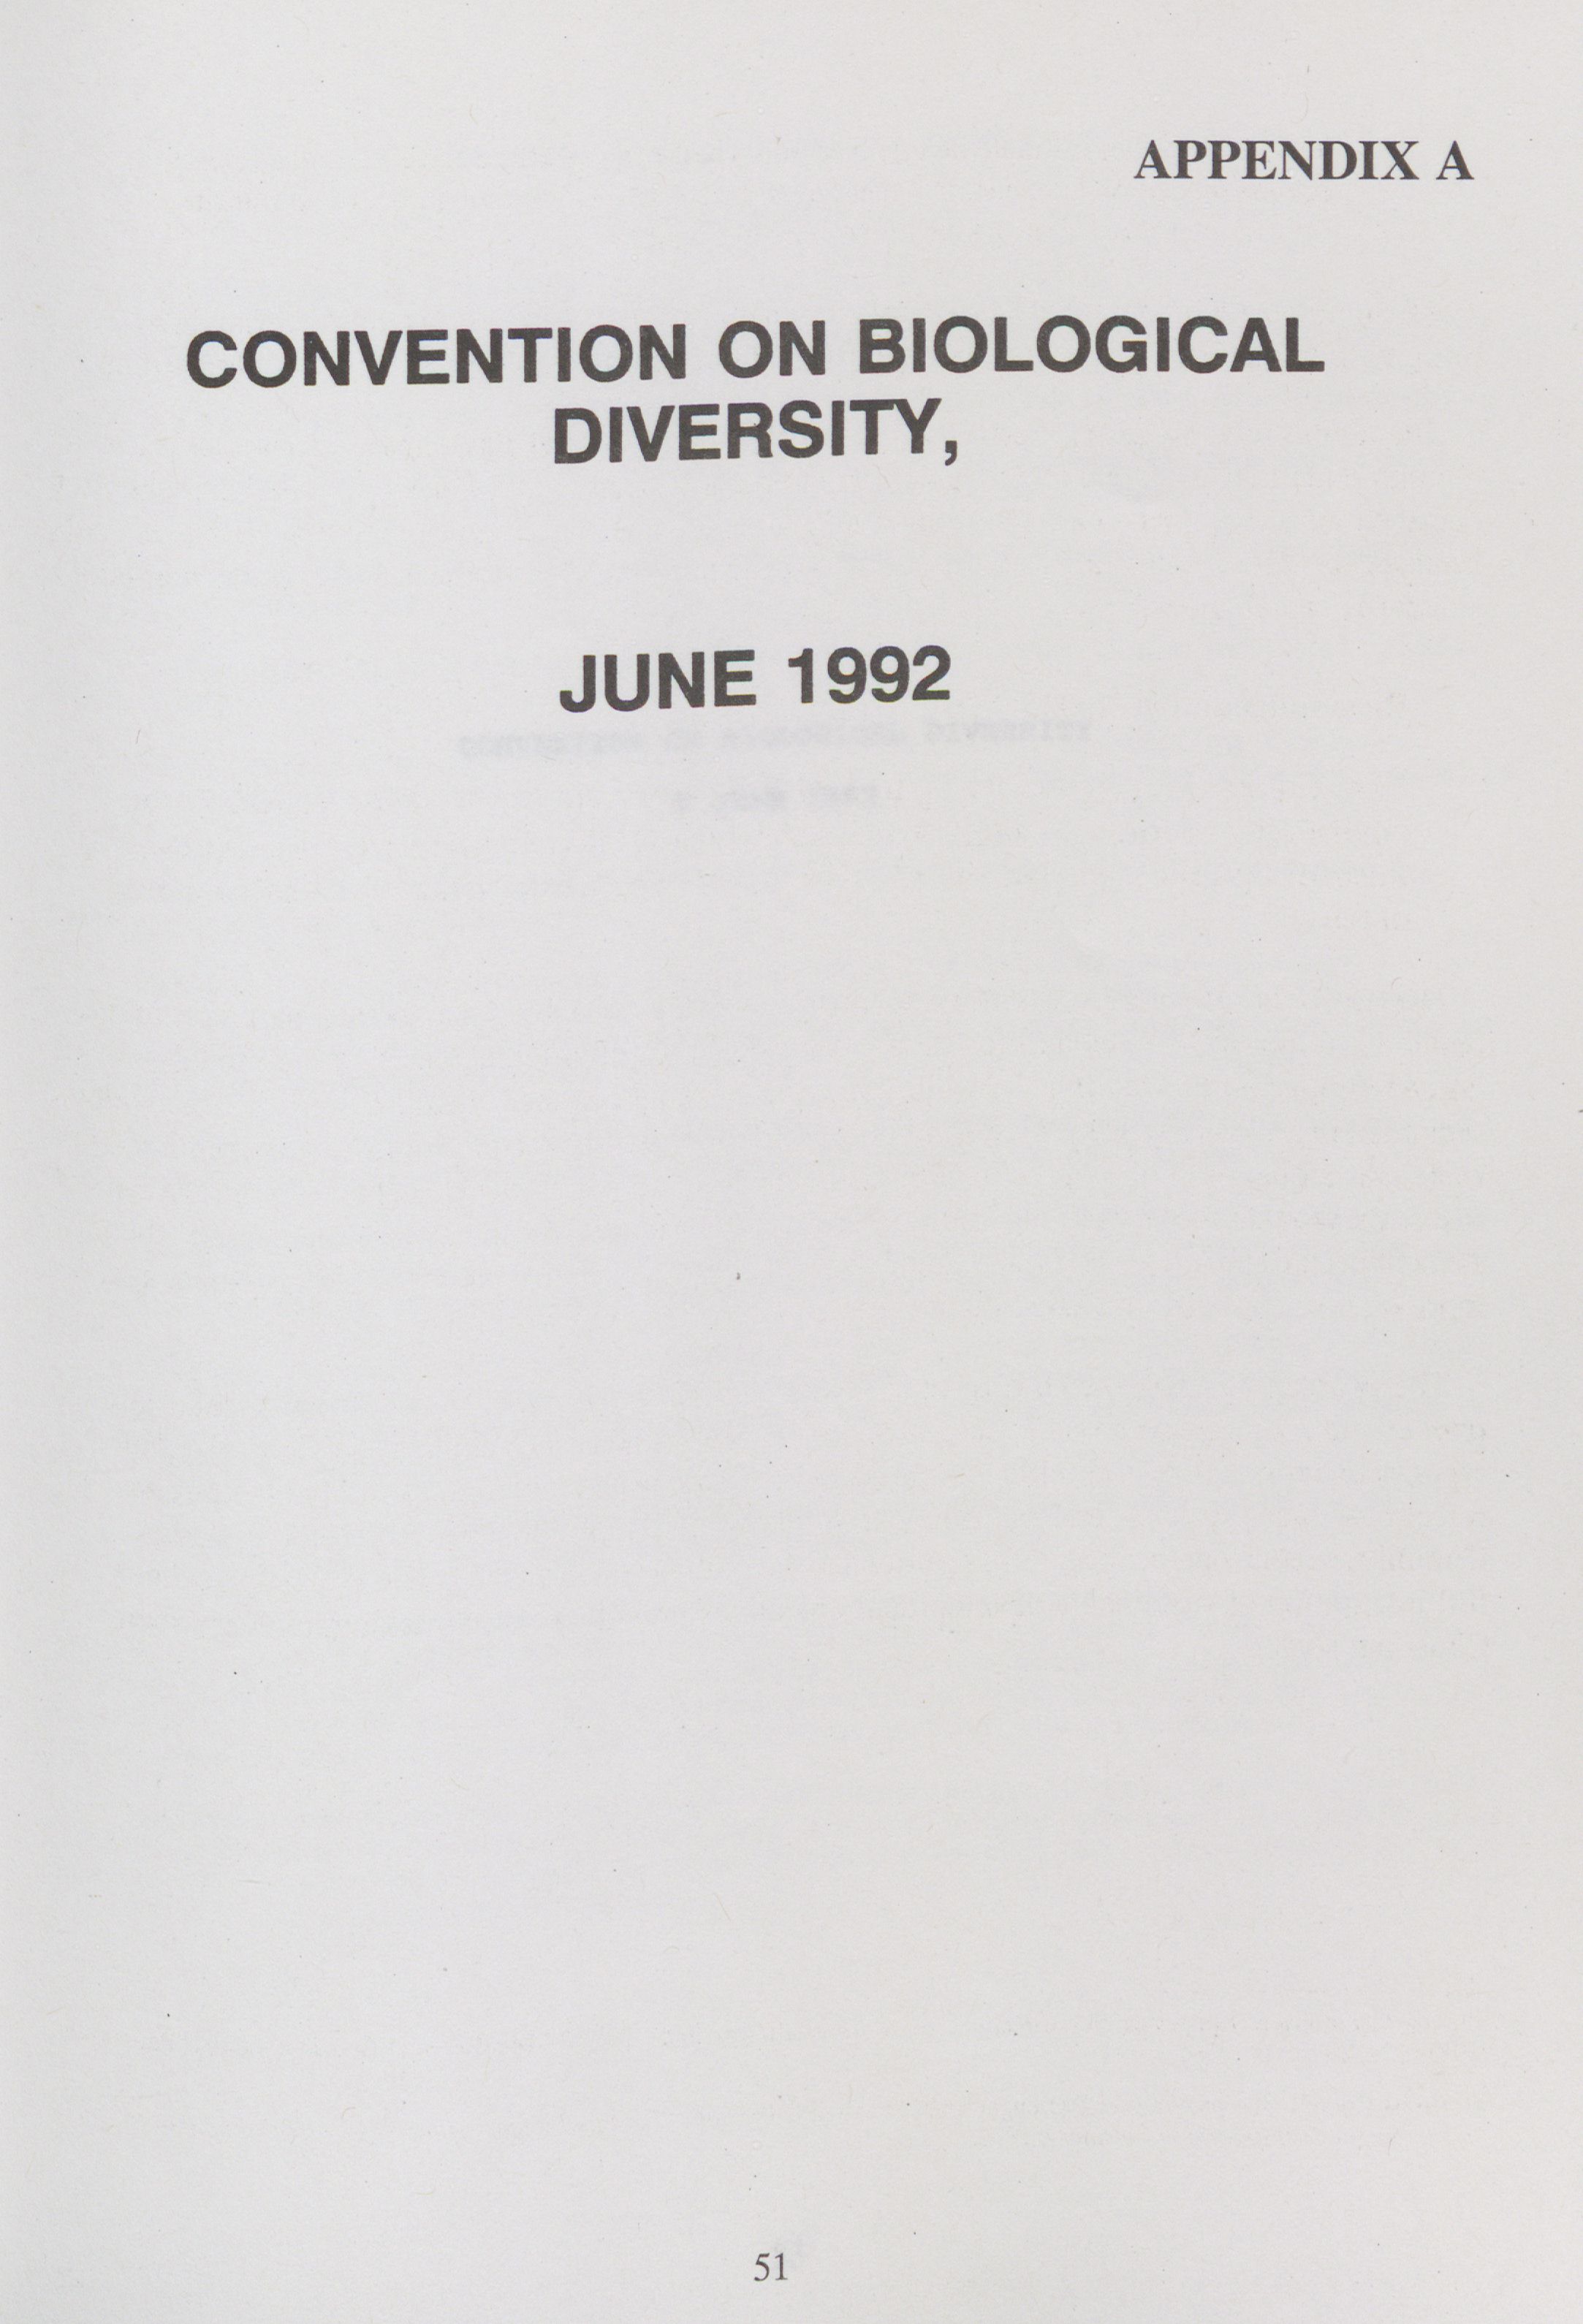 APPENDIX A
CONVENTION ON BIOLOGICAL
DIVERSITY,
JUNE 1992
51